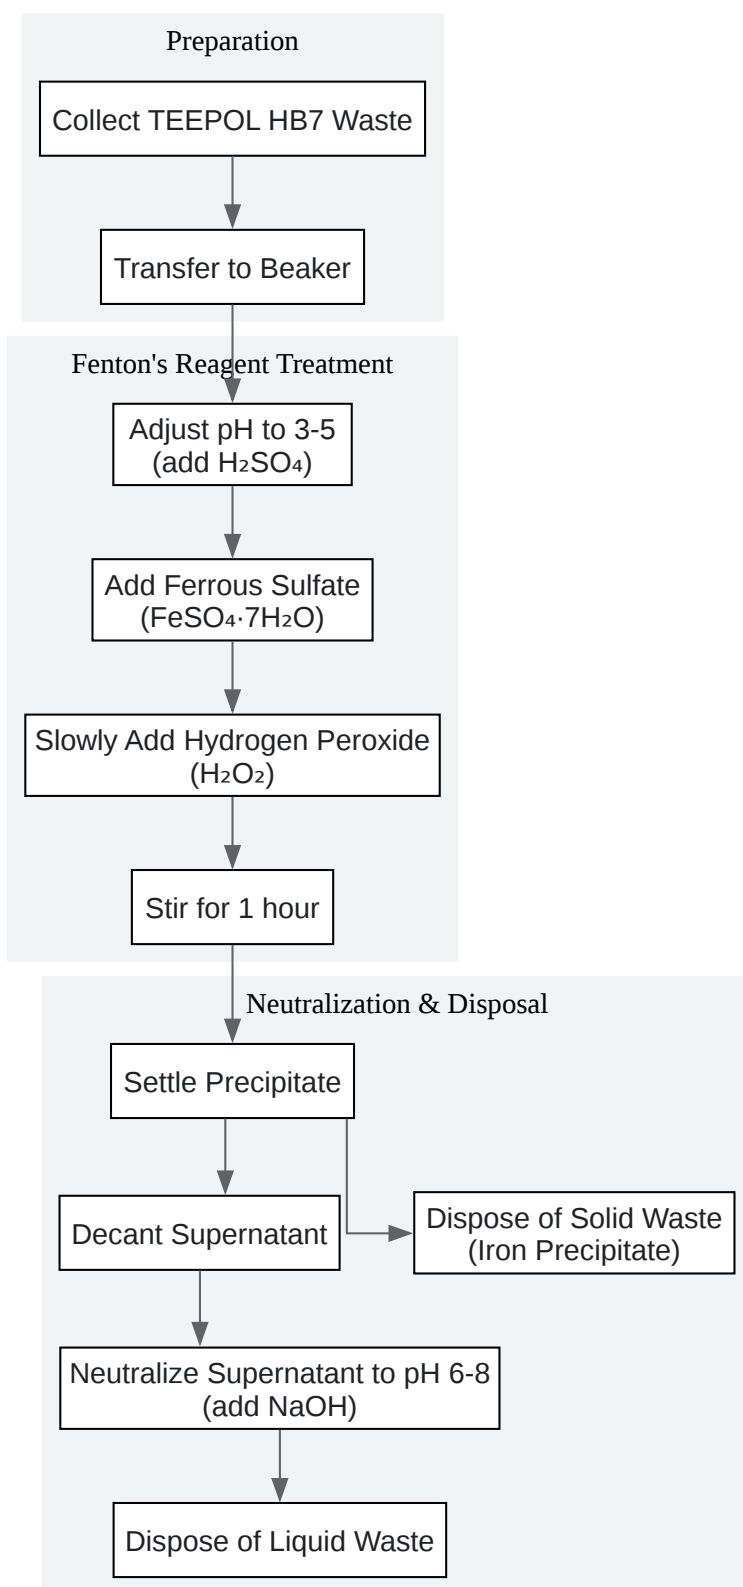 Preparation
Collect TEEPOL HB7 Waste
Transfer to Beaker
Fenton's Reagent Treatment
Adjust pH to 3-5
(add H₂SO₄)
Add Ferrous Sulfate
(FeSO₄·7H₂O)
Slowly Add Hydrogen Peroxide
(H₂O₂)
Stir for 1 hour
Neutralization & Disposal
Settle Precipitate
Decant Supernatant
Dispose of Solid Waste
(Iron Precipitate)
Neutralize Supernatant to pH 6-8
(add NaOH)
Dispose of Liquid Waste